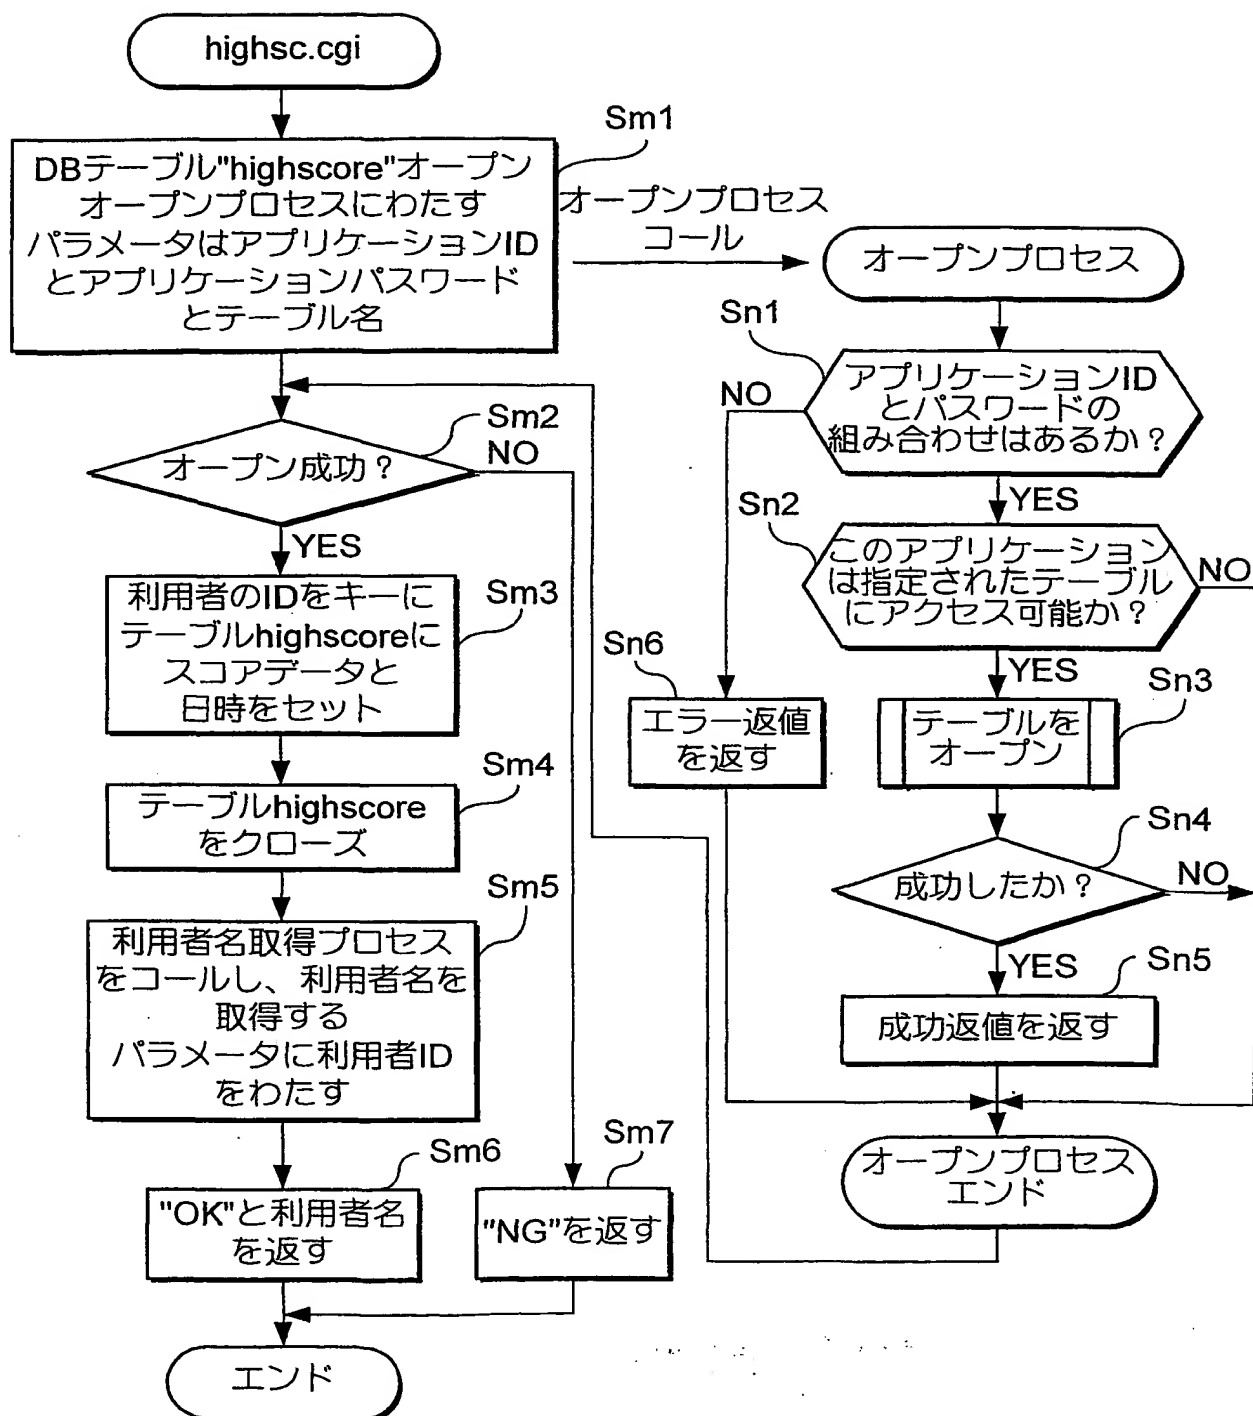 highsc.cgi
Sm1
DBテーブル"highscore"オープン
オープンプロセスにわたす
パラメータはアプリケーションID
とアプリケーションパスワード
とテーブル名
オープンプロセス
コール
オープンプロセス
Sn1
NO
アプリケーションID
とパスワードの
組み合わせはあるか?
Sm2
オープン成功?
NO
YES
YES
Sn2
このアプリケーション
は指定されたテーブル
にアクセス可能か?
NO
利用者のIDをキーに
テーブルhighscoreに
スコアデータと
日時をセット
Sm3
Sn6
エラー返値
を返す
YES
Sn3
テーブルを
オープン
Sm4
テーブルhighscore
をクローズ
Sn4
成功したか?
NO
Sm5
利用者名取得プロセス
をコールし、利用者名を
取得する
パラメータに利用者ID
をわたす
YES
Sn5
成功返値を返す
Sm6
"OK"と利用者名
を返す
Sm7
"NG"を返す
オープンプロセス
エンド
エンド